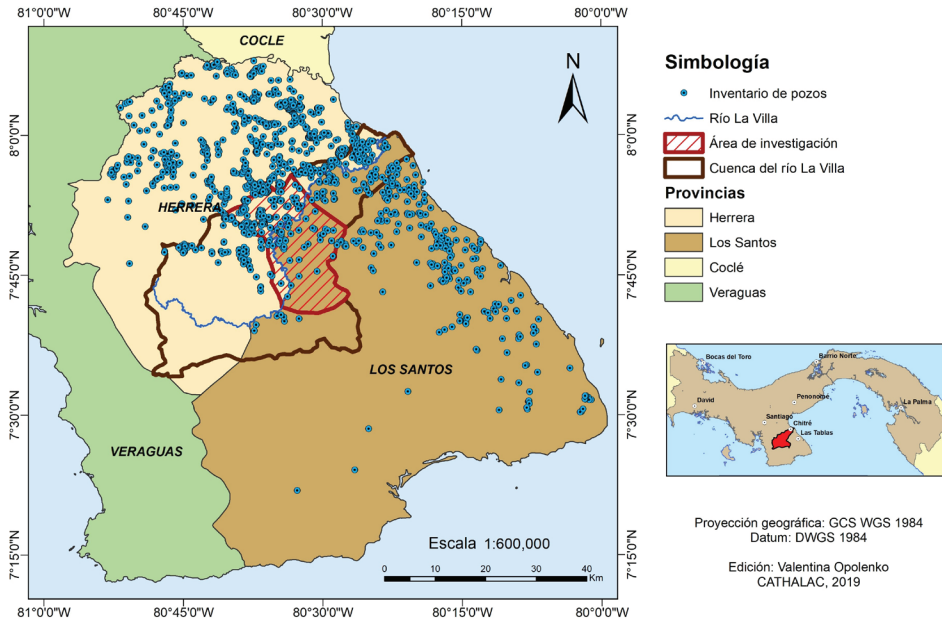 81°0'0"W 80°45'0"W 80°30'0"W 80°15'0"W 80°0'0"W
COCLE
N
8°0'0"N
8°0'0"N
HERRERA
7°45'0"N
7°45'0"N
LOS SANTOS
7°30'0"N
7°30'0"N
VERAGUAS
7°15'0"N
7°15'0"N
Escala 1:600,000
0 10 20 30 40
Km
81°0'0"W 80°45'0"W 80°30'0"W 80°15'0"W 80°0'0"W
Simbología
Inventario de pozos
Río La Villa
Área de investigación
Cuenca del río La Villa
Provincias
Herrera
Los Santos
Coclé
Veraguas
Bocas del Toro
Barrio Norte
David
Penonomé
La Palma
Santiago
Chitré
Las Tablas
Proyección geográfica: GCS WGS 1984
Datum: DWGS 1984
Edición: Valentina Opolenko
CATHALAC, 2019